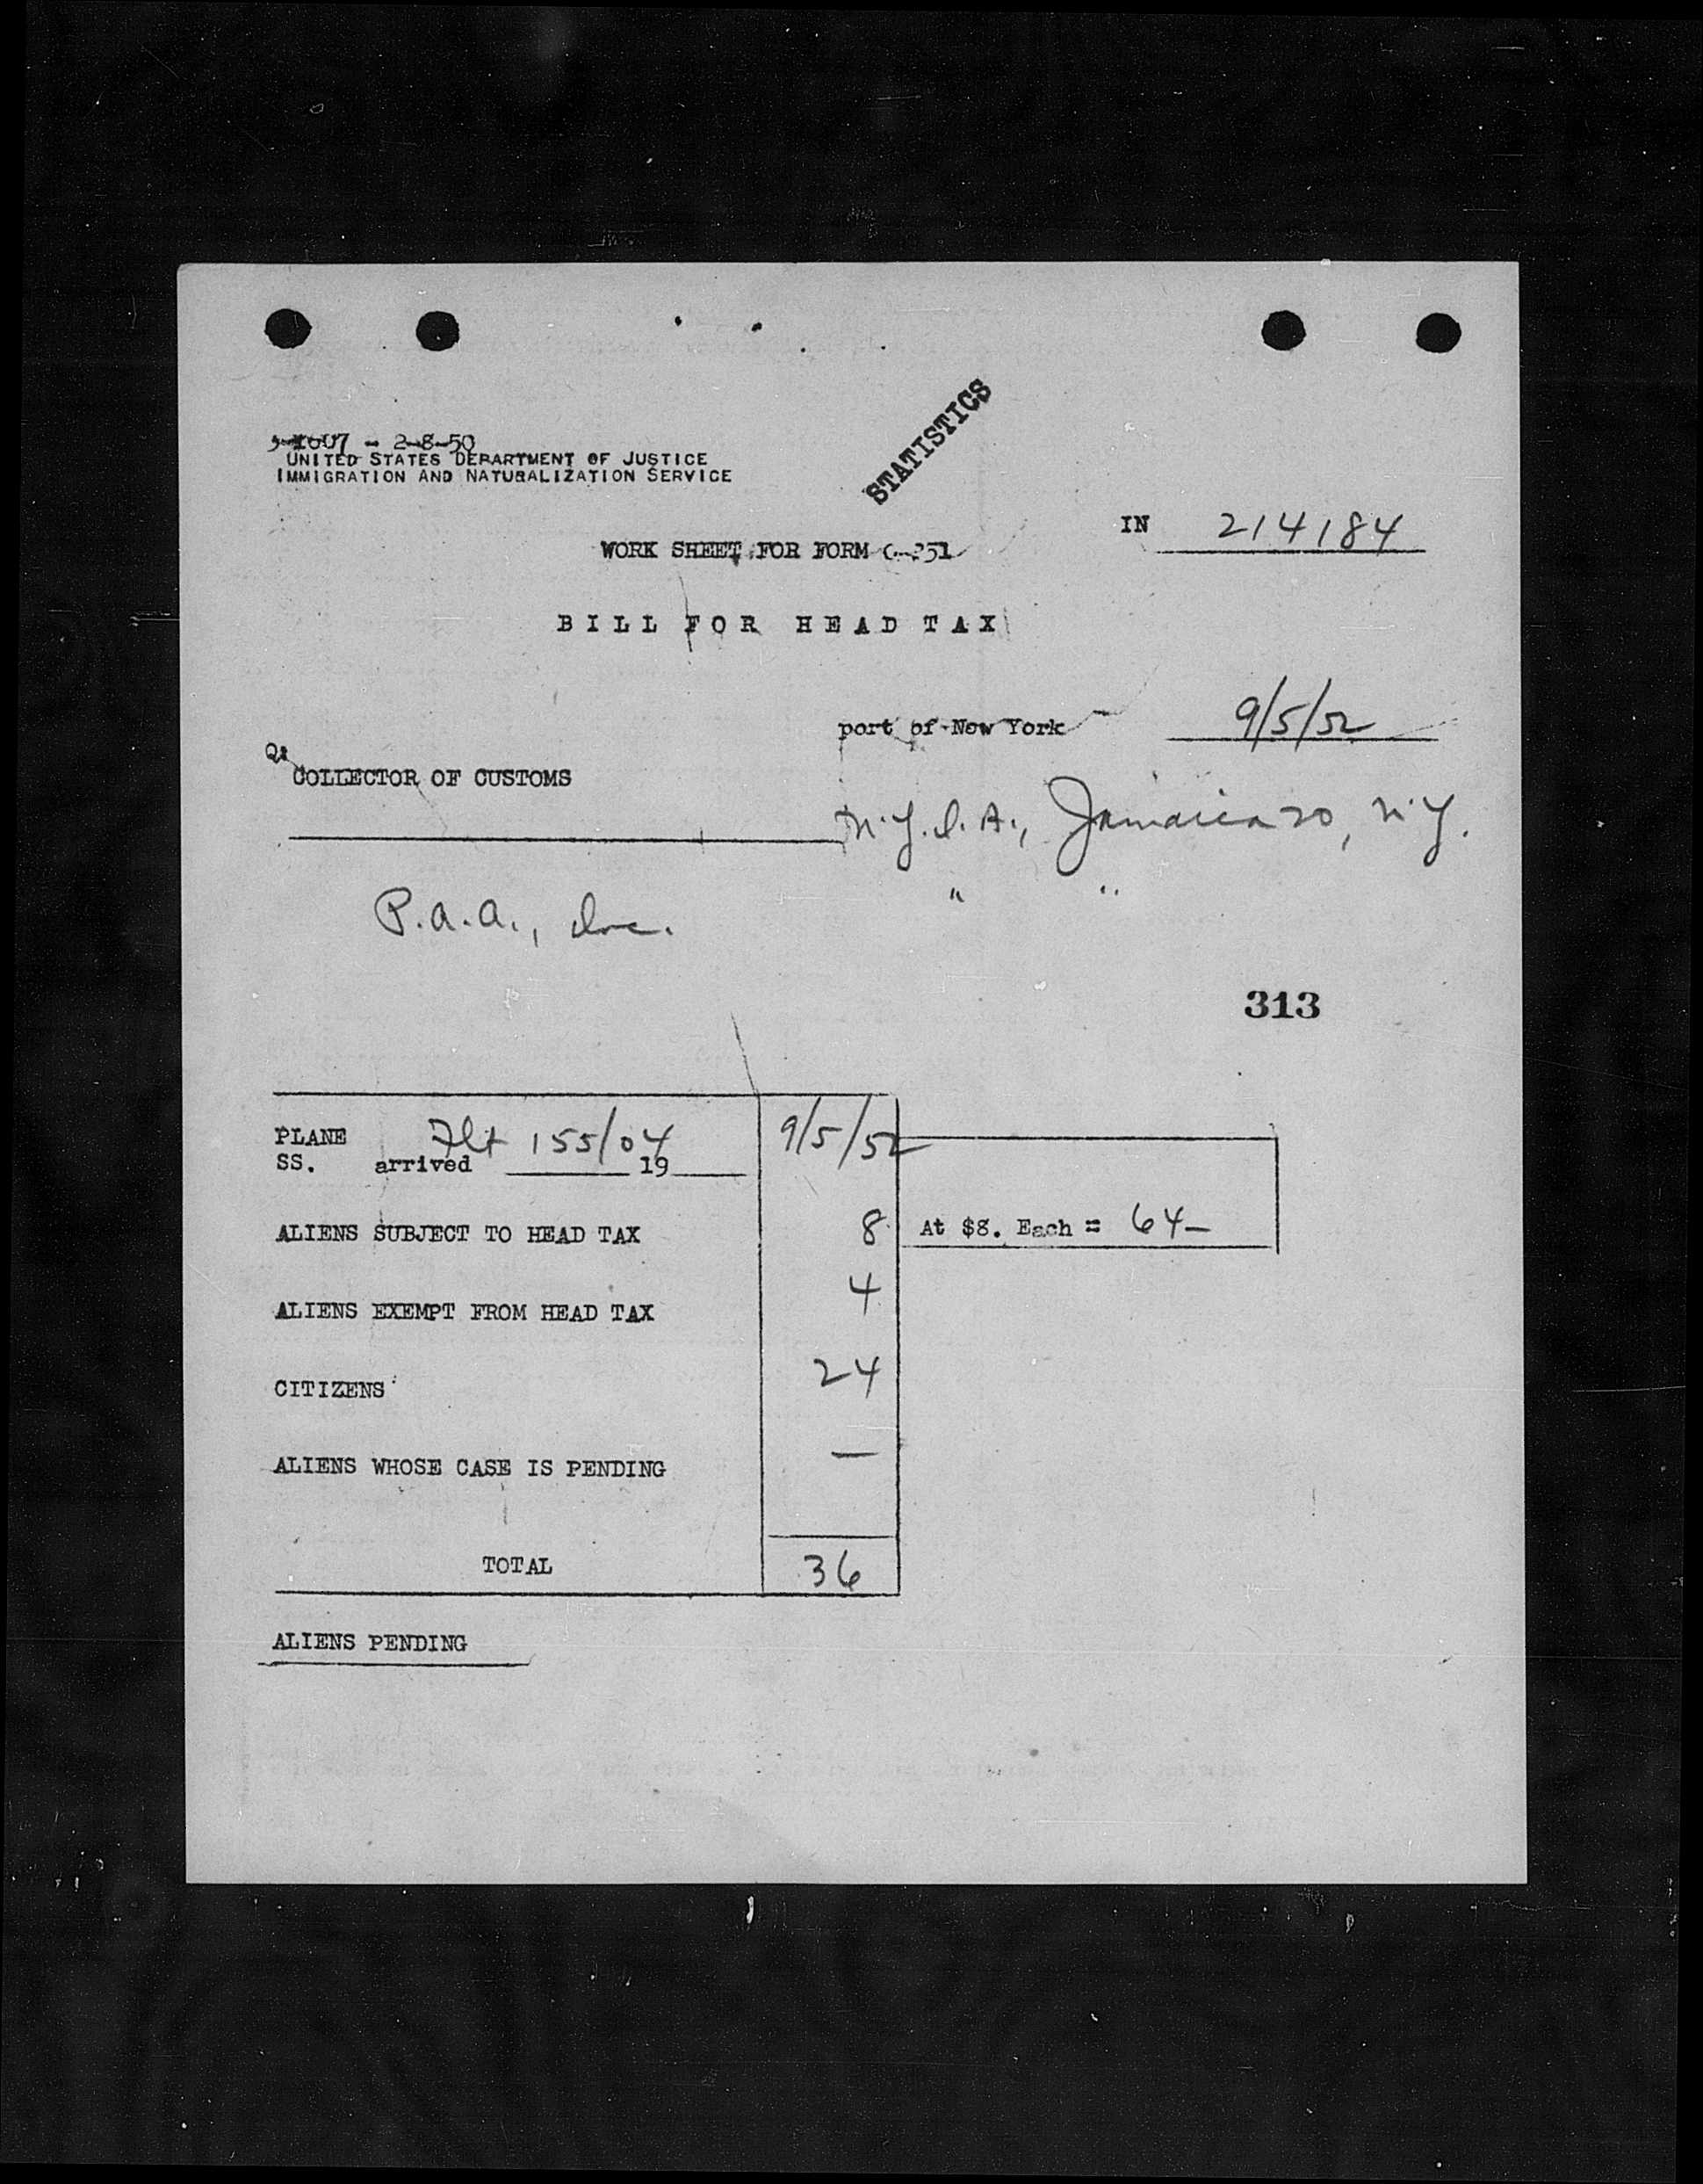 STATISTICS
-1607 - 2-8-50
UNITED STATES DEPARTMENT OF JUSTICE
IMMIGRATION AND NATURALIZATION SERVICE
IN 214184
WORK SHEET FOR FORM G-251
BILL FOR HEAD TAX
port of New York 9/5/52
COLLECTOR OF CUSTOMS
N.Y.I.A., Jamaica 20, N.Y.
" "
P.A.A., Inc.
313
PLANE Flt 155/04 9/5/52
SS. arrived 19
ALIENS SUBJECT TO HEAD TAX 8 At $8. Each = 64-
ALIENS EXEMPT FROM HEAD TAX 4
CITIZENS 24
ALIENS WHOSE CASE IS PENDING —
TOTAL 36
ALIENS PENDING